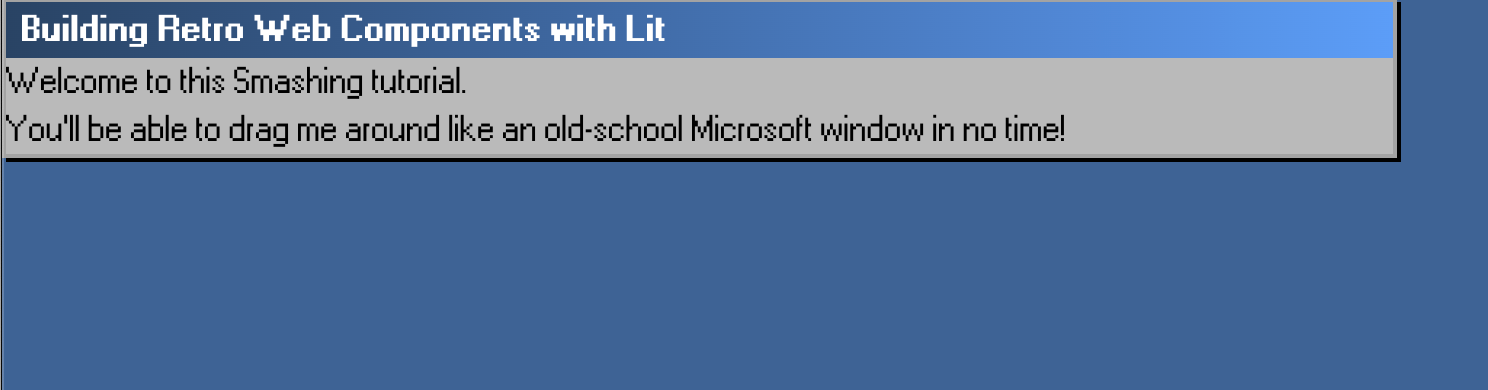 Building Retro Web Components with Lit
Welcome to this Smashing tutorial.
You'll be able to drag me around like an old-school Microsoft window in no time!